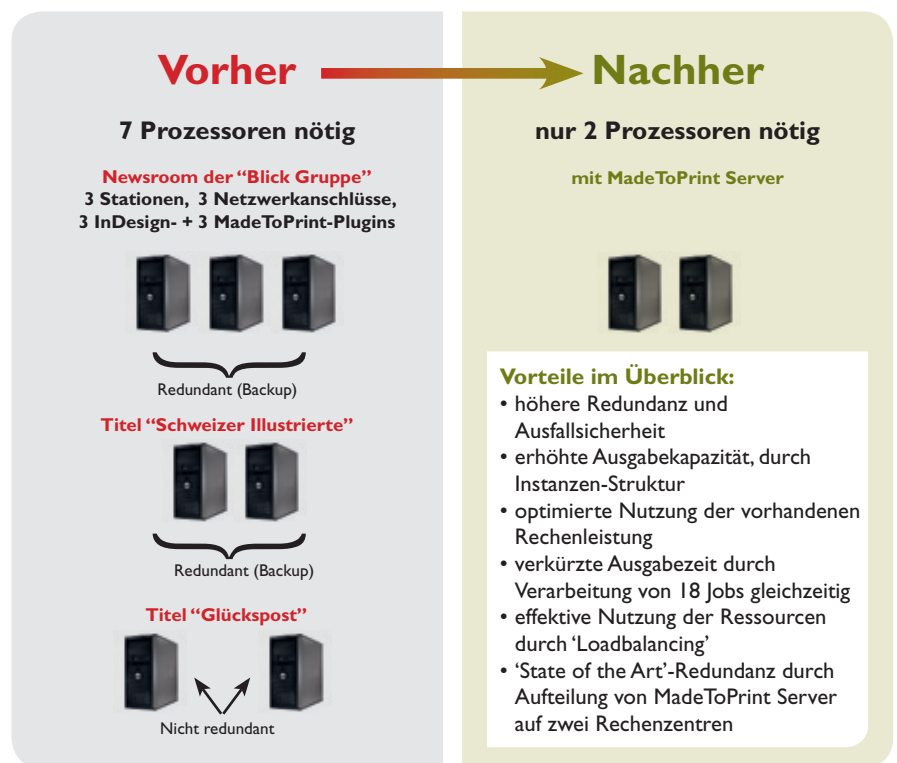 Vorher
7 Prozessoren nötig
Newsroom der “Blick Gruppe”
3 Stationen, 3 Netzwerkanschlüsse,
3 InDesign- + 3 MadeToPrint-Plugins
Redundant (Backup)
Titel “Schweizer Illustrierte”
Redundant (Backup)
Titel “Glückspost”
Nicht redundant
Nachher
nur 2 Prozessoren nötig
mit MadeToPrint Server
Vorteile im Überblick:
• höhere Redundanz und
Ausfallsicherheit
• erhöhte Ausgabekapazität, durch
Instanzen-Struktur
• optimierte Nutzung der vorhandenen
Rechenleistung
• verkürzte Ausgabezeit durch
Verarbeitung von 18 Jobs gleichzeitig
• effektive Nutzung der Ressourcen
durch ‘Loadbalancing’
• ‘State of the Art’-Redundanz durch
Aufteilung von MadeToPrint Server
auf zwei Rechenzentren